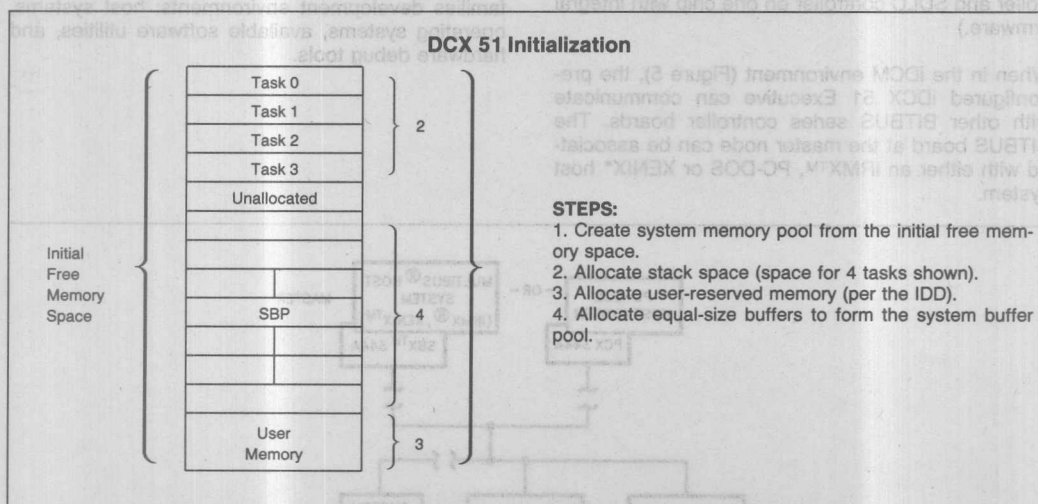 DCX 51 Initialization
Task 0
Task 1
Task 2
Task 3
Unallocated
2
Initial
Free
Memory
Space
SBP
4
User
Memory
3
STEPS:
1. Create system memory pool from the initial free mem-
ory space.
2. Allocate stack space (space for 4 tasks shown).
3. Allocate user-reserved memory (per the IDD).
4. Allocate equal-size buffers to form the system buffer
pool.